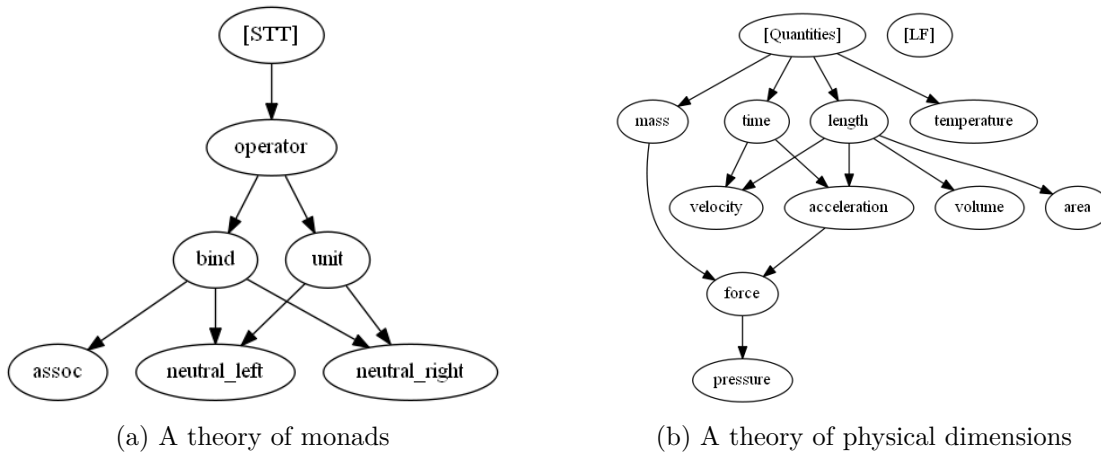 [STT]
operator
bind
unit
assoc
neutral_left
neutral_right
(a) A theory of monads
[Quantities]
[LF]
mass
time
length
temperature
velocity
acceleration
volume
area
force
pressure
(b) A theory of physical dimensions